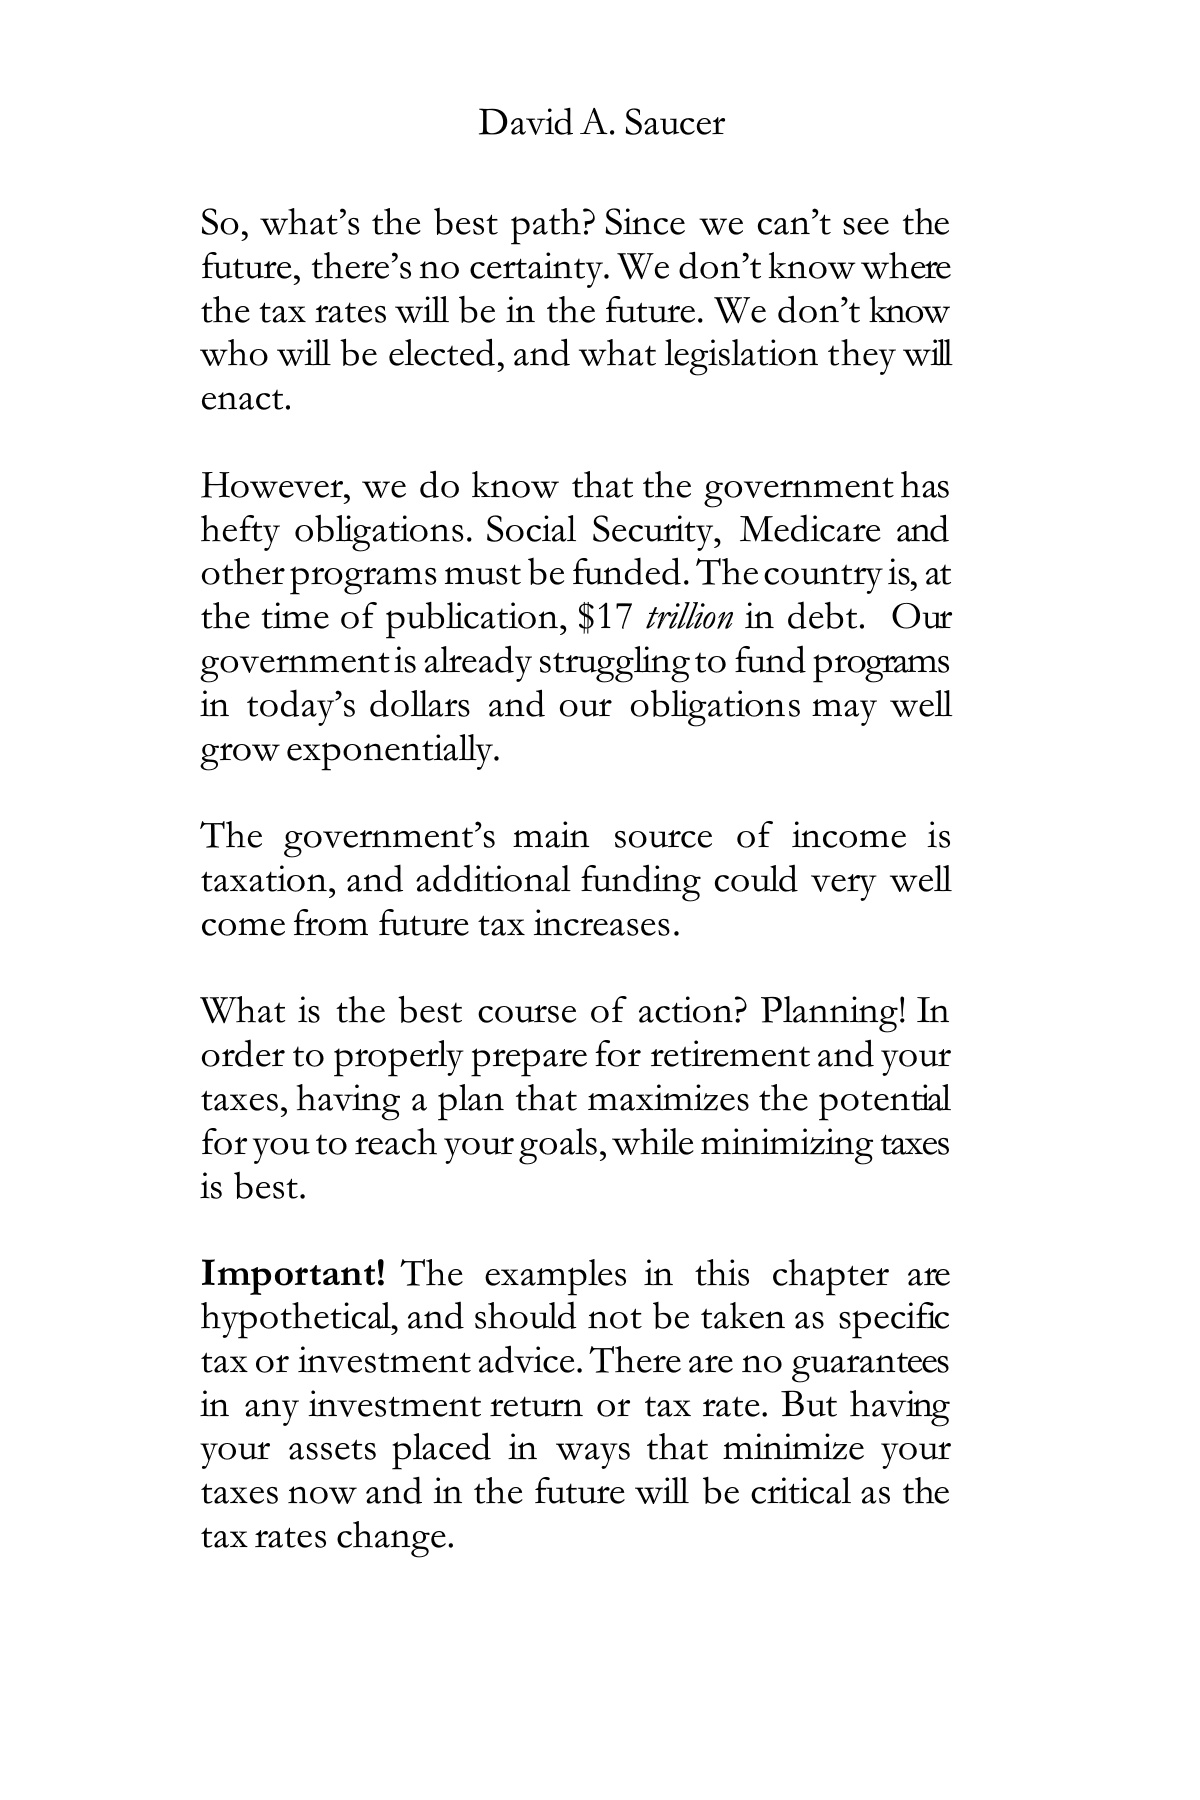 David A. Saucer
So, what’s the best path? Since we can’t see the
future, there’s no certainty. We don’t know where
the tax rates will be in the future. We don’t know
who will be elected, and what legislation they will
enact.
However, we do know that the government has
hefty obligations. Social Security, Medicare and
other programs must be funded. The country is, at
the time of publication, $17 trillion in debt. Our
government is already struggling to fund programs
in today’s dollars and our obligations may well
grow exponentially.
The government’s main source of income is
taxation, and additional funding could very well
come from future tax increases.
What is the best course of action? Planning! In
order to properly prepare for retirement and your
taxes, having a plan that maximizes the potential
for you to reach your goals, while minimizing taxes
is best.
Important! The examples in this chapter are
hypothetical, and should not be taken as specific
tax or investment advice. There are no guarantees
in any investment return or tax rate. But having
your assets placed in ways that minimize your
taxes now and in the future will be critical as the
tax rates change.